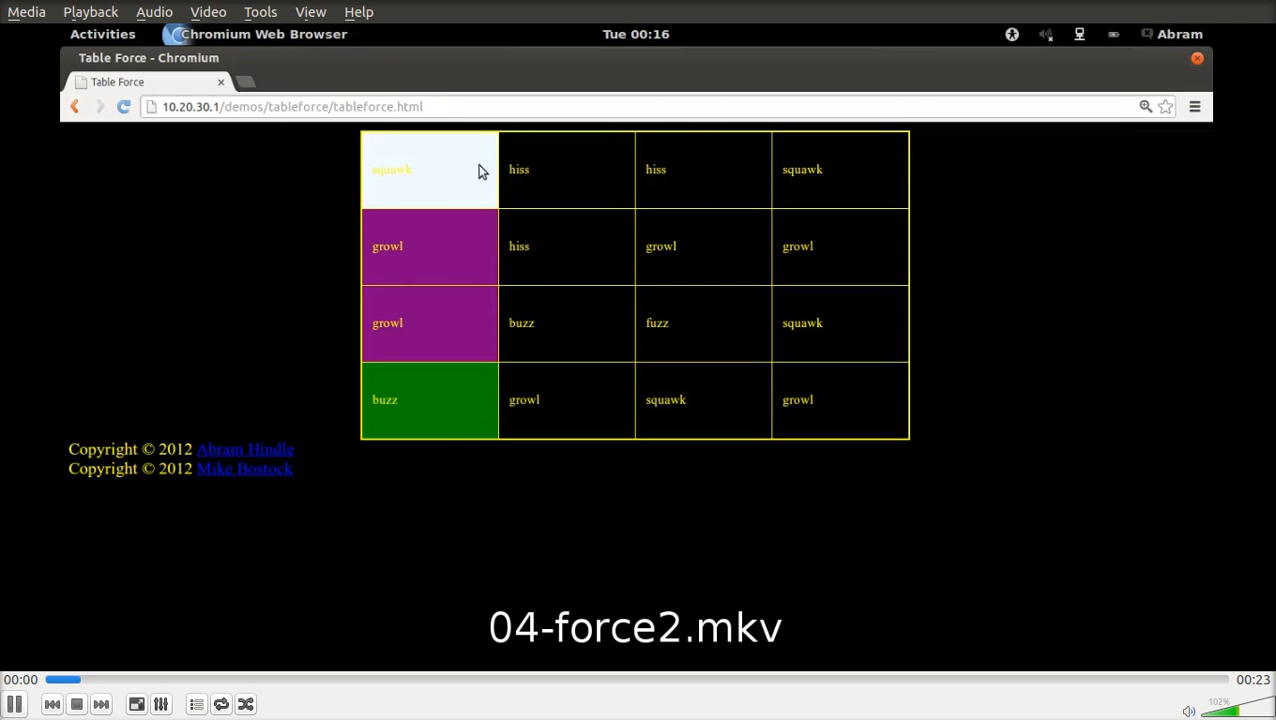 Media Playback Audio Video Tools View Help
Activities Chromium Web Browser Tue 00:16 Abram
Table Force - Chromium
Table Force
10.20.30.1/demos/tableforce/tableforce.html
squawk hiss hiss squawk
growl hiss growl growl
growl buzz fuzz squawk
buzz growl squawk growl
Copyright © 2012 Abram Hindle
Copyright © 2012 Mike Bostock
04-force2.mkv
00:00 00:23
102%